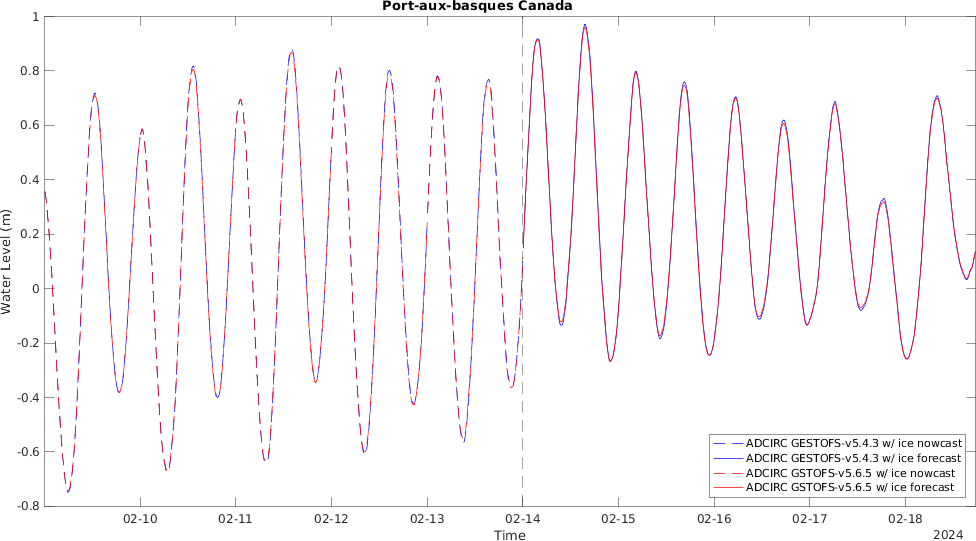 Port-aux-basques Canada
1
0.8
0.6
0.4
0.2
0
-0.2
-0.4
-0.6
-0.8
Water Level (m)
ADCIRC GESTOFS-v5.4.3 w/ ice nowcast
ADCIRC GESTOFS-v5.4.3 w/ ice forecast
ADCIRC GSTOFS-v5.6.5 w/ ice nowcast
ADCIRC GSTOFS-v5.6.5 w/ ice forecast
02-10 02-11 02-12 02-13 02-14 02-15 02-16 02-17 02-18
Time
2024